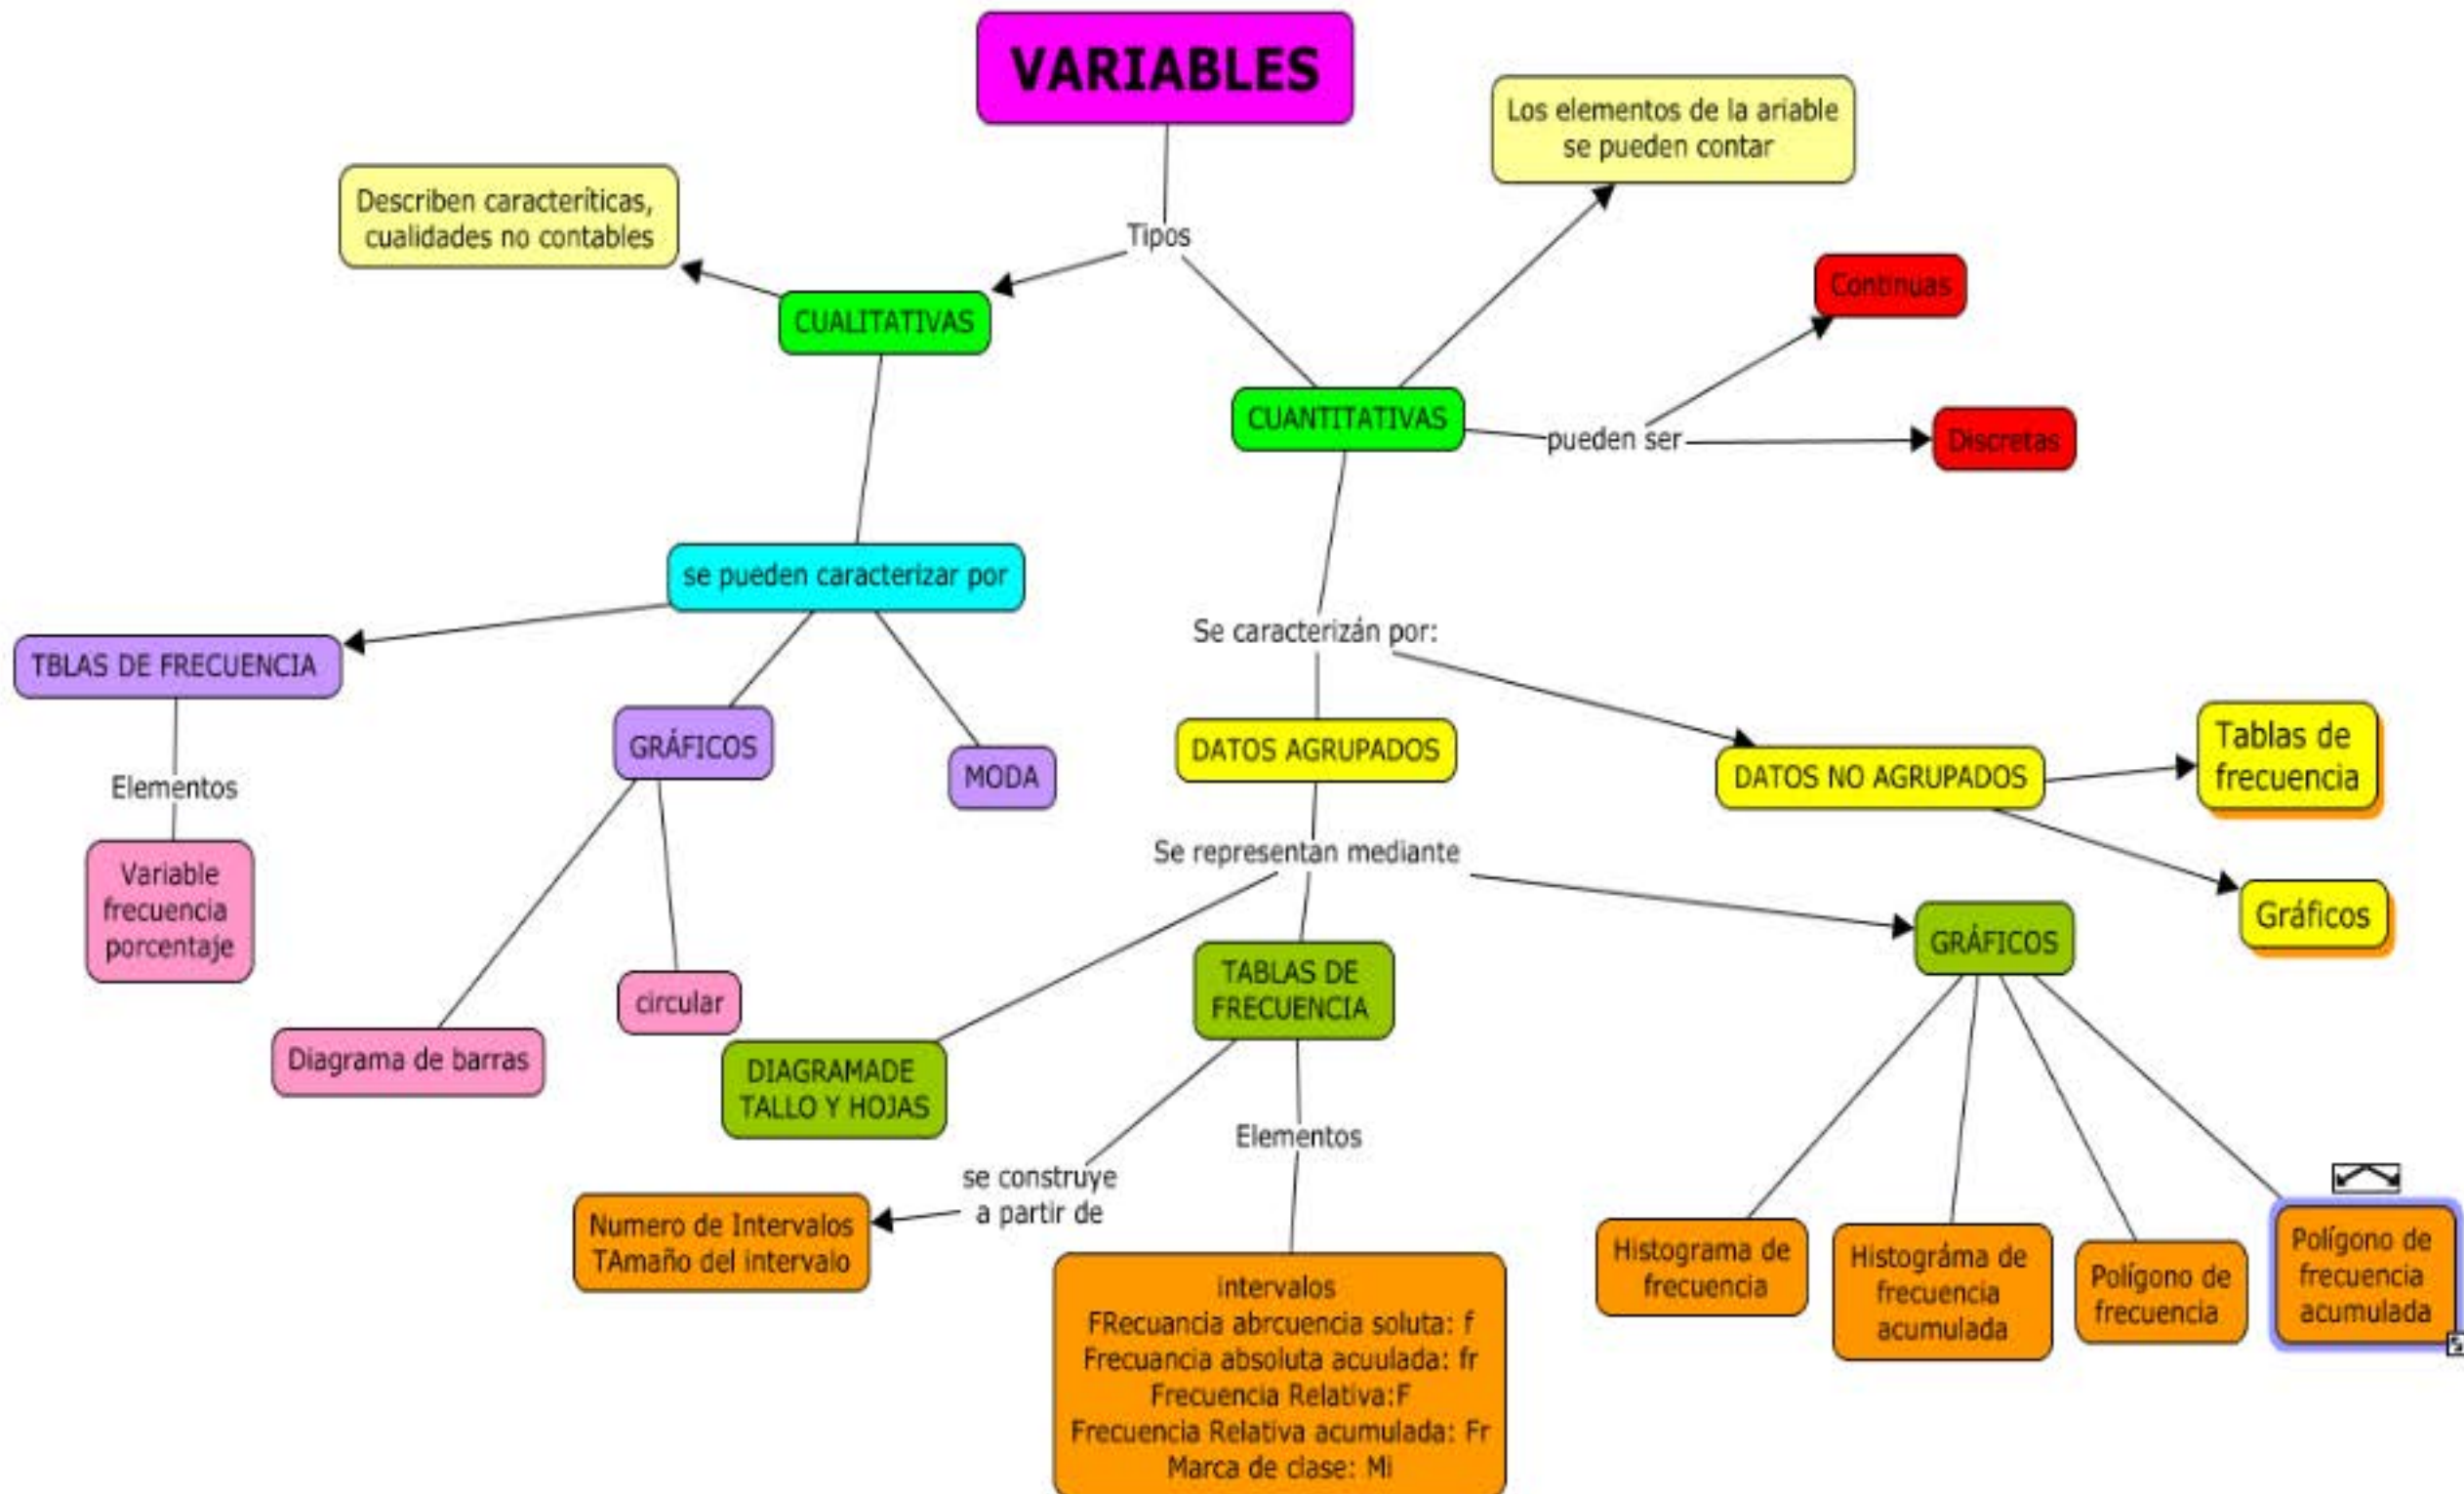 VARIABLES
Los elementos de la ariable
se pueden contar
Describen caracteríticas,
cualidades no contables
Tipos
Continuas
CUALITATIVAS
CUANTITATIVAS
pueden ser
Discretas
se pueden caracterizar por
Se caracterizán por:
TBLAS DE FRECUENCIA
GRÁFICOS
MODA
DATOS AGRUPADOS
DATOS NO AGRUPADOS
Tablas de
frecuencia
Elementos
Variable
frecuencia
porcentaje
Se representan mediante
Gráficos
GRÁFICOS
TABLAS DE
FRECUENCIA
circular
Diagrama de barras
DIAGRAMADE
TALLO Y HOJAS
Elementos
se construye
a partir de
Numero de Intervalos
TAmaño del intervalo
intervalos
FRecuancia abrcuencia soluta: f
Frecuancia absoluta acuulada: fr
Frecuencia Relativa:F
Frecuencia Relativa acumulada: Fr
Marca de clase: Mi
Histograma de
frecuencia
Histográma de
frecuencia
acumulada
Polígono de
frecuencia
Polígono de
frecuencia
acumulada